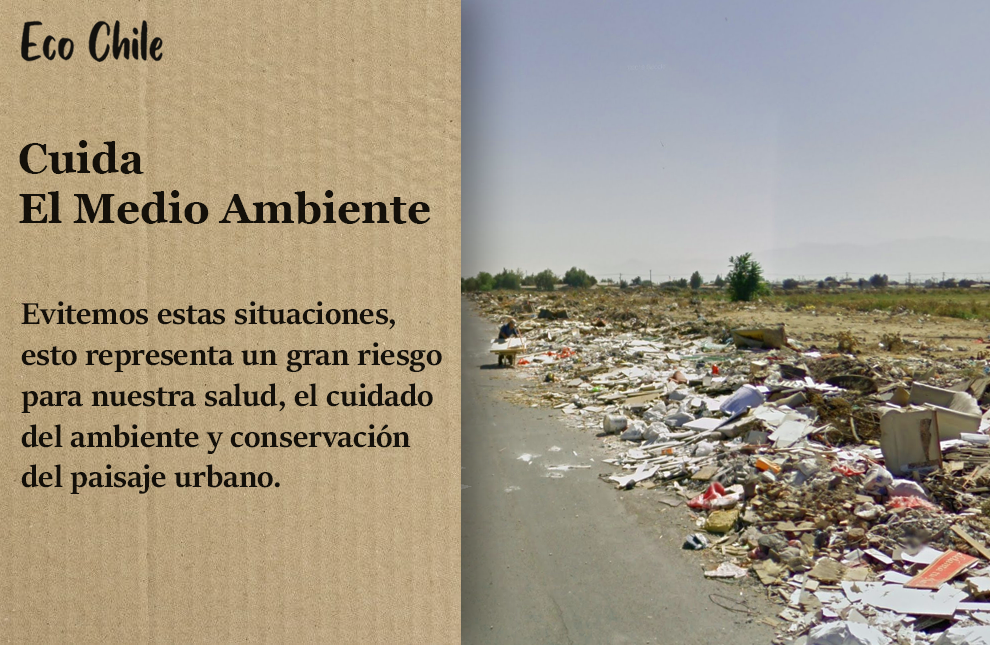 Eco Chile
Cuida
El Medio Ambiente
Evitemos estas situaciones,
esto representa un gran riesgo
para nuestra salud, el cuidado
del ambiente y conservación
del paisaje urbano.